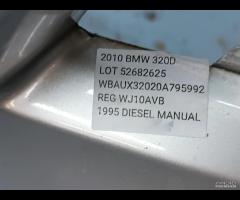 2010 BMW 320D
LOT 52682625
WBAUX32020A795992
REG WJ10AVB
1995 DIESEL MANUAL